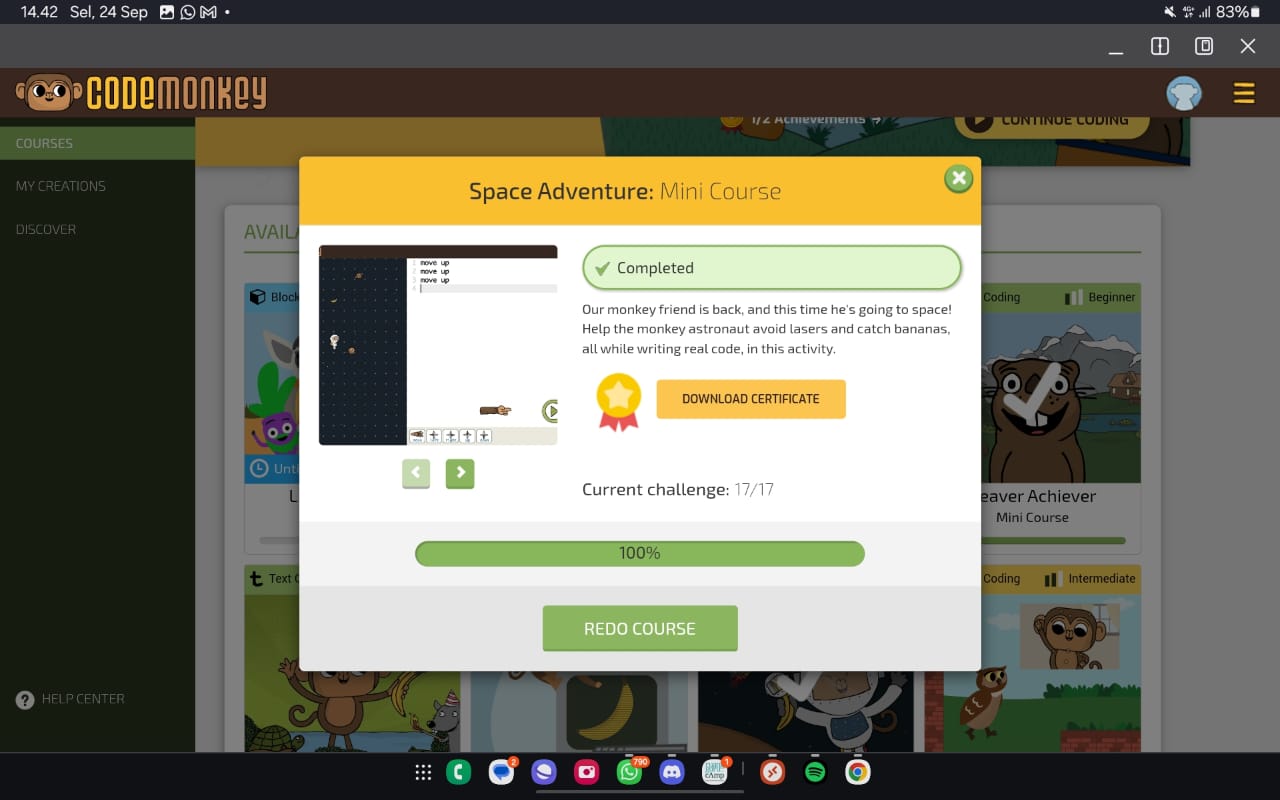 14.42 Sel, 24 Sep
83%
CODEMONKEY
COURSES
MY CREATIONS
DISCOVER
HELP CENTER
1/2 Achievements →
CONTINUE CODING
Space Adventure: Mini Course
1 move up
2 move up
3 move up
4
Completed
Our monkey friend is back, and this time he's going to space!
Help the monkey astronaut avoid lasers and catch bananas,
all while writing real code, in this activity.
DOWNLOAD CERTIFICATE
Current challenge: 17/17
100%
REDO COURSE
Coding
Beginner
eaver Achiever
Mini Course
Text
Coding
Intermediate
2
790
1